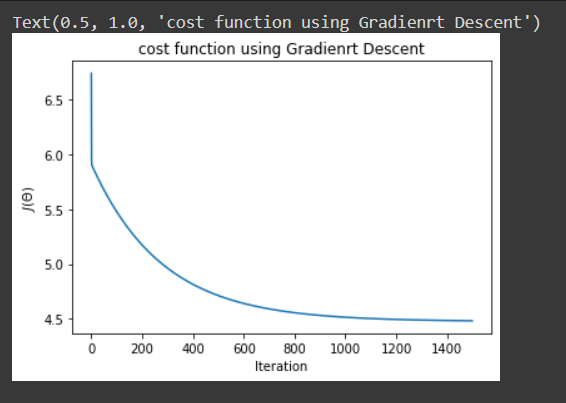 Text(0.5, 1.0, 'cost function using Gradienrt Descent')
cost function using Gradienrt Descent
6.5
6.0
5.5
5.0
4.5
J(Θ)
0 200 400 600 800 1000 1200 1400
Iteration